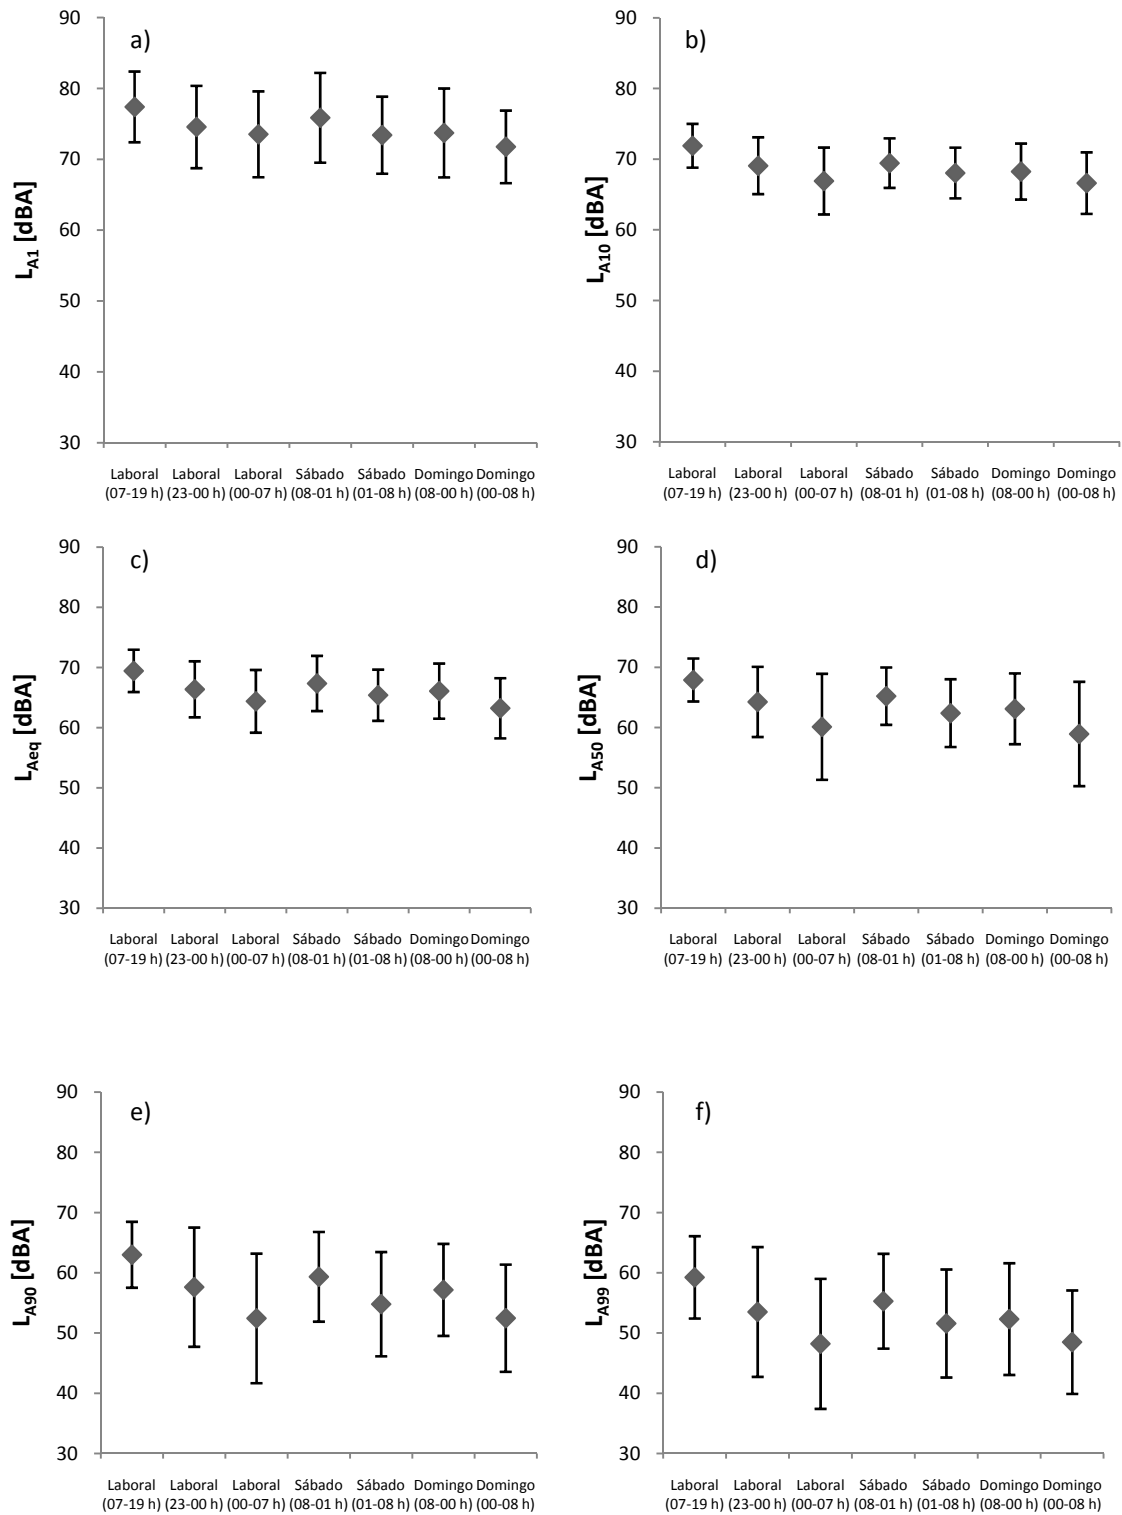 a)
90
80
70
60
50
40
30
LA1 [dBA]
Laboral Laboral Laboral Sábado Sábado Domingo Domingo
(07-19 h) (23-00 h) (00-07 h) (08-01 h) (01-08 h) (08-00 h) (00-08 h)
b)
90
80
70
60
50
40
30
LA10 [dBA]
Laboral Laboral Laboral Sábado Sábado Domingo Domingo
(07-19 h) (23-00 h) (00-07 h) (08-01 h) (01-08 h) (08-00 h) (00-08 h)
c)
90
80
70
60
50
40
30
LAeq [dBA]
Laboral Laboral Laboral Sábado Sábado Domingo Domingo
(07-19 h) (23-00 h) (00-07 h) (08-01 h) (01-08 h) (08-00 h) (00-08 h)
d)
90
80
70
60
50
40
30
LA50 [dBA]
Laboral Laboral Laboral Sábado Sábado Domingo Domingo
(07-19 h) (23-00 h) (00-07 h) (08-01 h) (01-08 h) (08-00 h) (00-08 h)
e)
90
80
70
60
50
40
30
LA90 [dBA]
Laboral Laboral Laboral Sábado Sábado Domingo Domingo
(07-19 h) (23-00 h) (00-07 h) (08-01 h) (01-08 h) (08-00 h) (00-08 h)
f)
90
80
70
60
50
40
30
LA99 [dBA]
Laboral Laboral Laboral Sábado Sábado Domingo Domingo
(07-19 h) (23-00 h) (00-07 h) (08-01 h) (01-08 h) (08-00 h) (00-08 h)